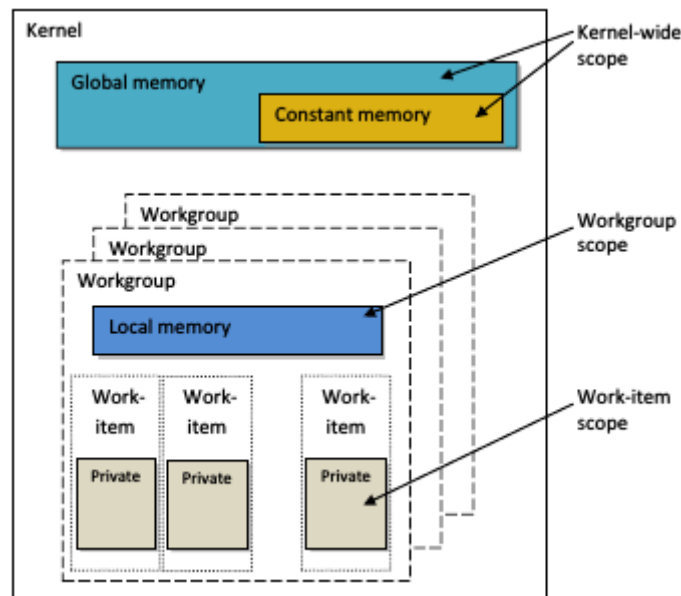 Kernel
Kernel-wide
scope
Global memory
Constant memory
Workgroup
Workgroup
Workgroup
Workgroup
scope
Local memory
Work-
item
Work-
item
Work-
item
Work-item
scope
Private
Private
Private